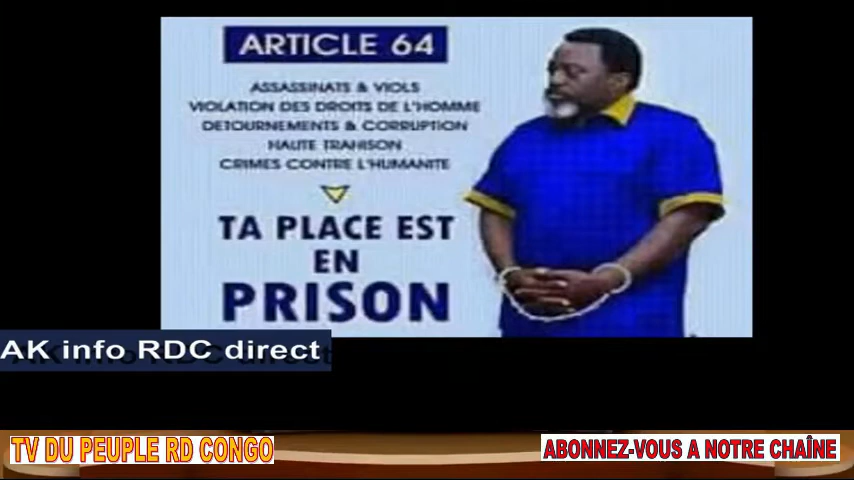 ARTICLE 64
ASSASSINATS & VIOLS
VIOLATION DES DROITS DE L'HOMME
DETOURNEMENTS & CORRUPTION
HAUTE TRAHISON
CRIMES CONTRE L'HUMANITE
TA PLACE EST
EN
PRISON
AK info RDC direct
TV DU PEUPLE RD CONGO
ABONNEZ-VOUS A NOTRE CHAÎNE